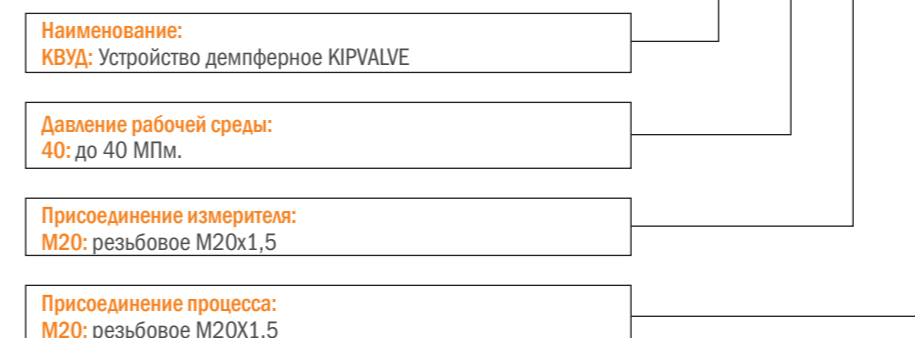 Наименование:
КВУД: Устройство демпферное KIPVALVE
Давление рабочей среды:
40: до 40 МПм.
Присоединение измерителя:
М20: резьбовое М20х1,5
Присоединение процесса:
М20: резьбовое М20Х1,5